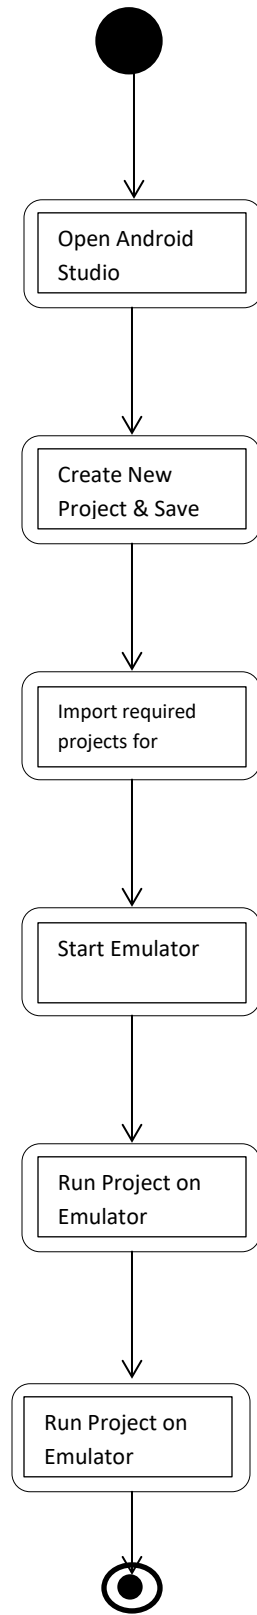 Open Android
Studio
Create New
Project & Save
Import required
projects for
Start Emulator
Run Project on
Emulator
Run Project on
Emulator